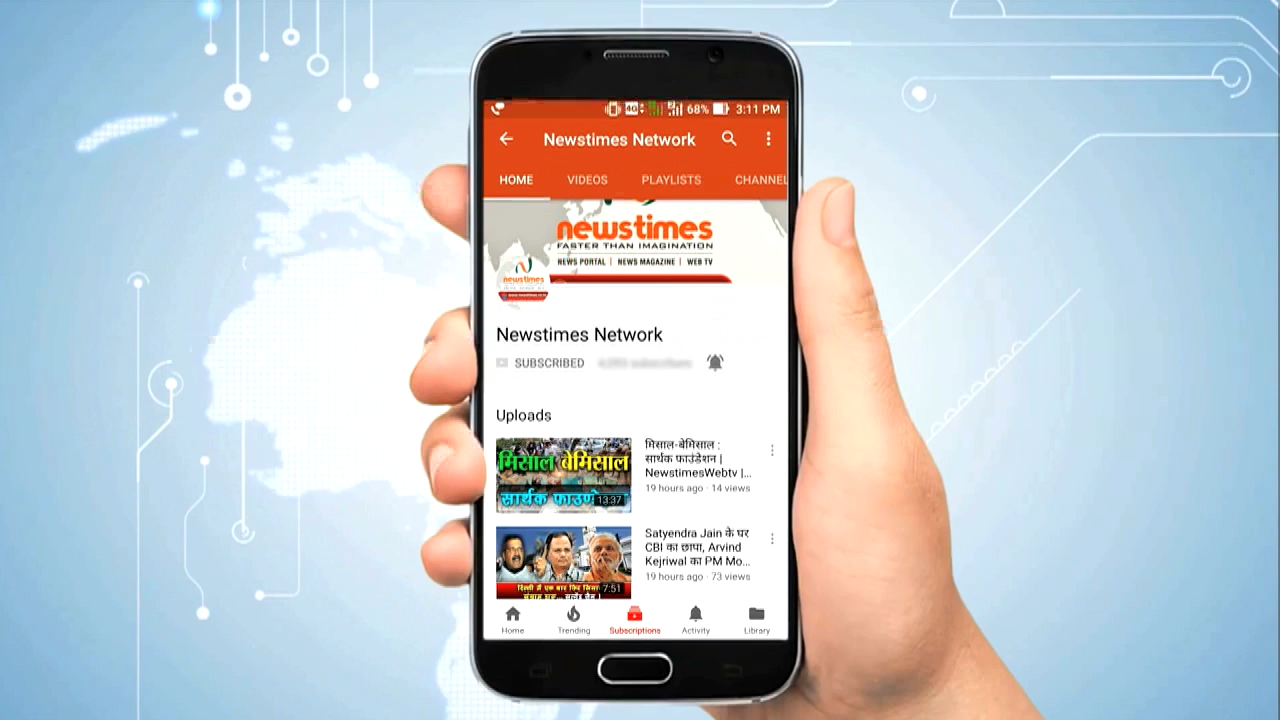 4G 68% 3:11 PM
Newstimes Network
HOME VIDEOS PLAYLISTS CHANNEL
newstimes
FASTER THAN IMAGINATION
NEWS PORTAL | NEWS MAGAZINE | WEB TV
newstimes
Newstimes Network
SUBSCRIBED
Uploads
मिसाल बेमिसाल
सार्थक फाउण्डे
13:37
मिसाल-बेमिसाल :
सार्थक फाउंडेशन |
NewstimesWebtv |...
19 hours ago · 14 views
दिल्ली में एक बार फिर
7:51
Satyendra Jain के घर
CBI का छापा, Arvind
Kejriwal का PM Mo...
19 hours ago · 73 views
Home Trending Subscriptions Activity Library